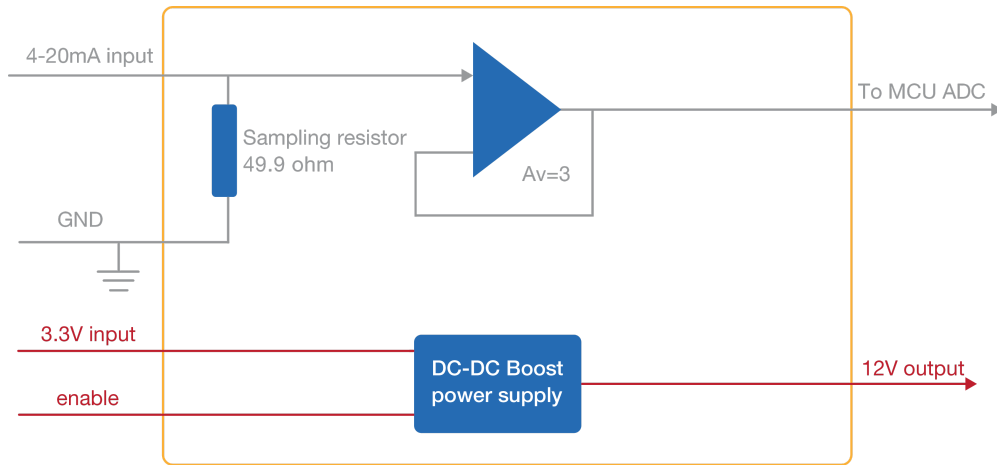 4-20mA input
To MCU ADC
Sampling resistor
49.9 ohm
Av=3
GND
3.3V input
DC-DC Boost
power supply
12V output
enable